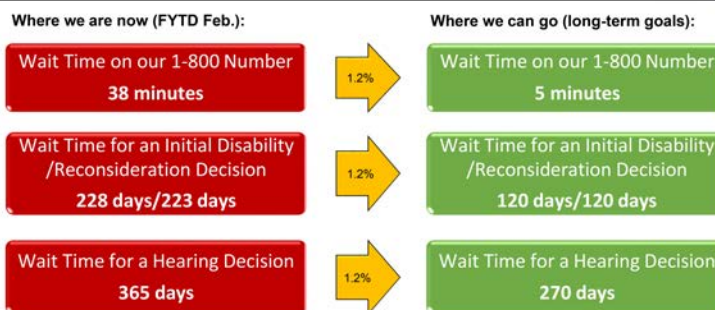 Where we are now (FYTD Feb.):
Where we can go (long-term goals):
Wait Time on our 1-800 Number
38 minutes
1.2%
Wait Time on our 1-800 Number
5 minutes
Wait Time for an Initial Disability
/Reconsideration Decision
228 days/223 days
1.2%
Wait Time for an Initial Disability
/Reconsideration Decision
120 days/120 days
Wait Time for a Hearing Decision
365 days
1.2%
Wait Time for a Hearing Decision
270 days